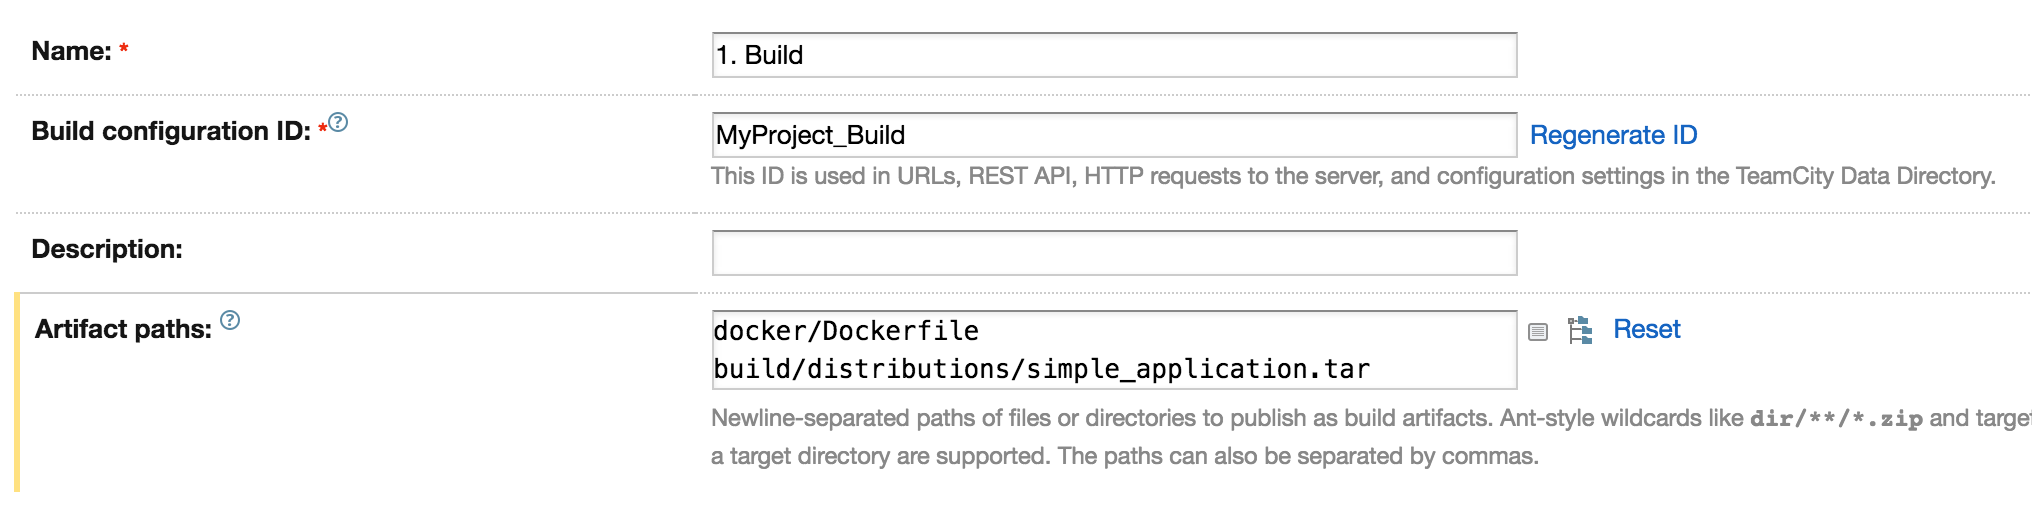 Name: *
1. Build
Build configuration ID: *?
MyProject_Build
Regenerate ID
This ID is used in URLs, REST API, HTTP requests to the server, and configuration settings in the TeamCity Data Directory.
Description:
Artifact paths: ?
docker/Dockerfile
build/distributions/simple_application.tar
Reset
Newline-separated paths of files or directories to publish as build artifacts. Ant-style wildcards like dir/**/*.zip and target
a target directory are supported. The paths can also be separated by commas.